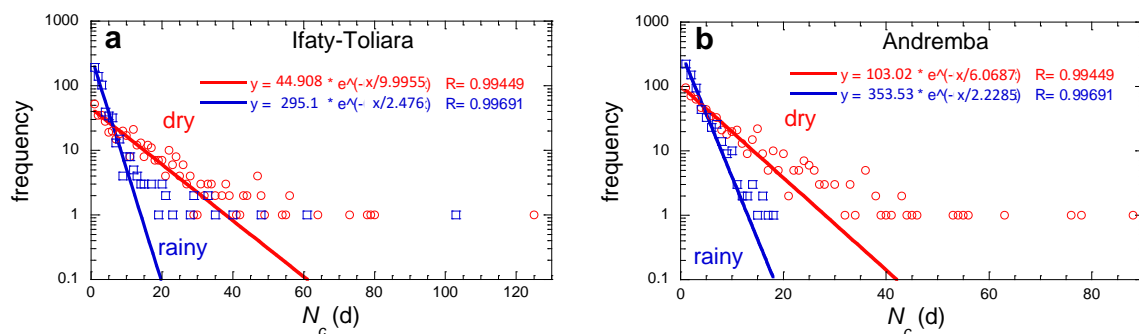 a
Ifaty-Toliara
y = 44.908 * e^(-x/9.9955) R= 0.99449
y = 295.1 * e^(- x/2.476) R= 0.99691
dry
rainy
frequency
1000
100
10
1
0.1
0 20 40 60 80 100 120
N_c (d)
b
Andremba
y = 103.02 * e^(-x/6.0687) R= 0.99449
y = 353.53 * e^(- x/2.2285) R= 0.99691
dry
rainy
frequency
1000
100
10
1
0.1
0 20 40 60 80
N_c (d)